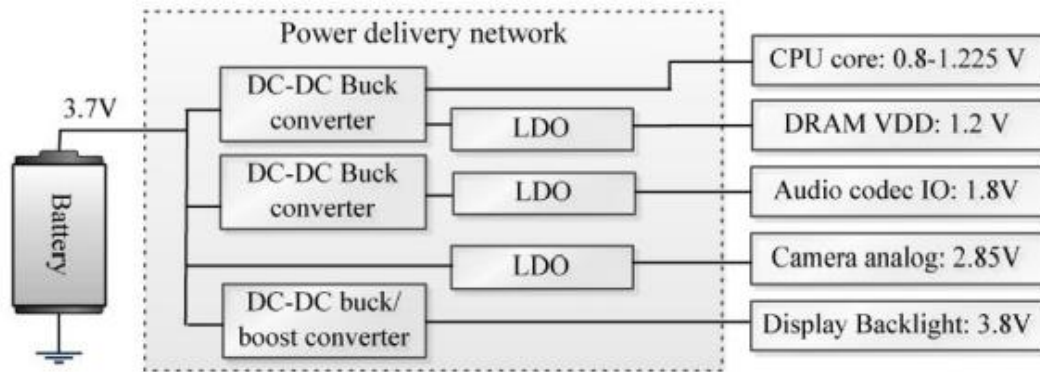 Power delivery network
3.7V
Battery
DC-DC Buck
converter
LDO
DC-DC Buck
converter
LDO
LDO
DC-DC buck/
boost converter
CPU core: 0.8-1.225 V
DRAM VDD: 1.2 V
Audio codec IO: 1.8V
Camera analog: 2.85V
Display Backlight: 3.8V